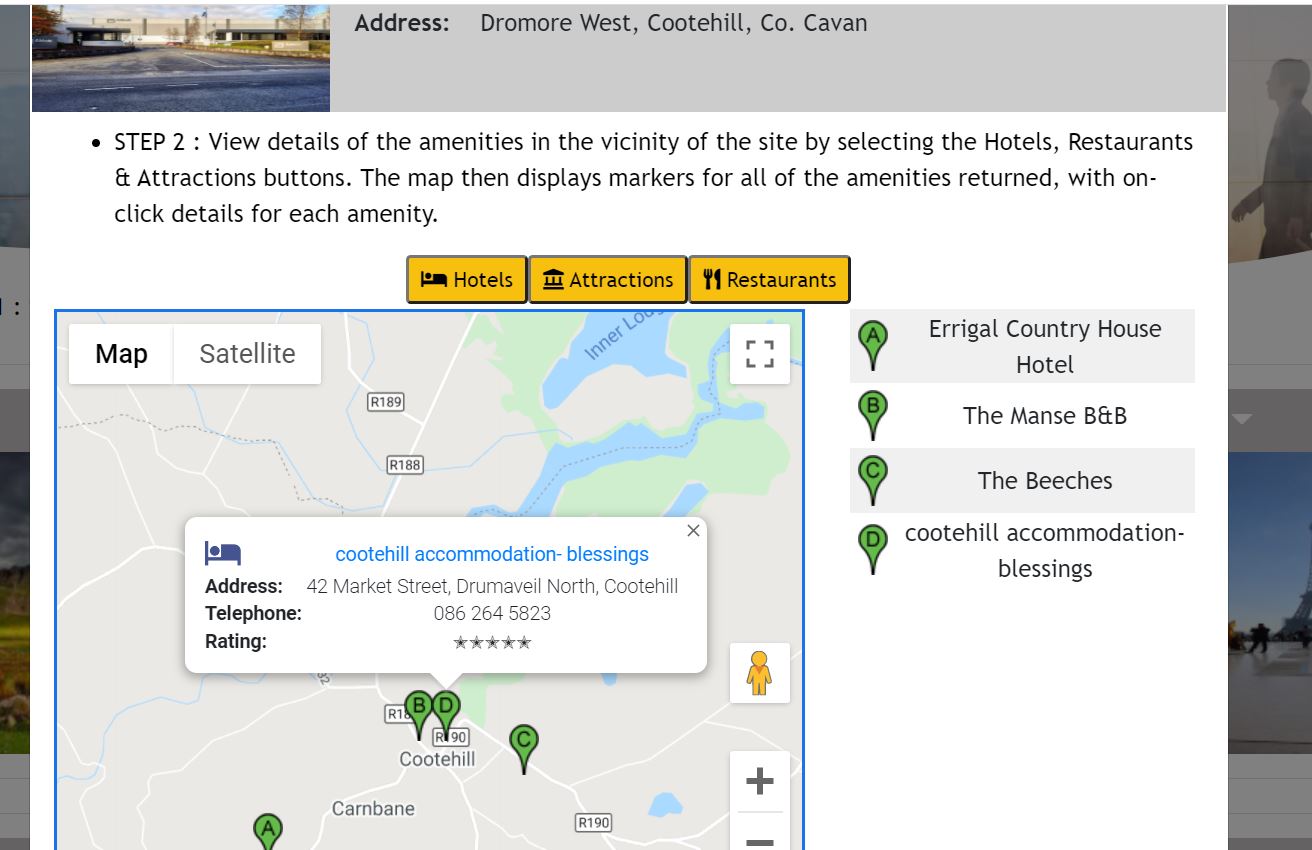 Address: Dromore West, Cootehill, Co. Cavan
• STEP 2 : View details of the amenities in the vicinity of the site by selecting the Hotels, Restaurants
& Attractions buttons. The map then displays markers for all of the amenities returned, with on-
click details for each amenity.
Hotels Attractions Restaurants
Map Satellite
Inner
R189
R188
A Errigal Country House
Hotel
B The Manse B&B
C The Beeches
D cootehill accommodation-
blessings
cootehill accommodation- blessings
Address: 42 Market Street, Drumaveil North, Cootehill
Telephone: 086 264 5823
Rating: ★★★★★
B D
C
R190
Cootehill
Carnbane
A
R190